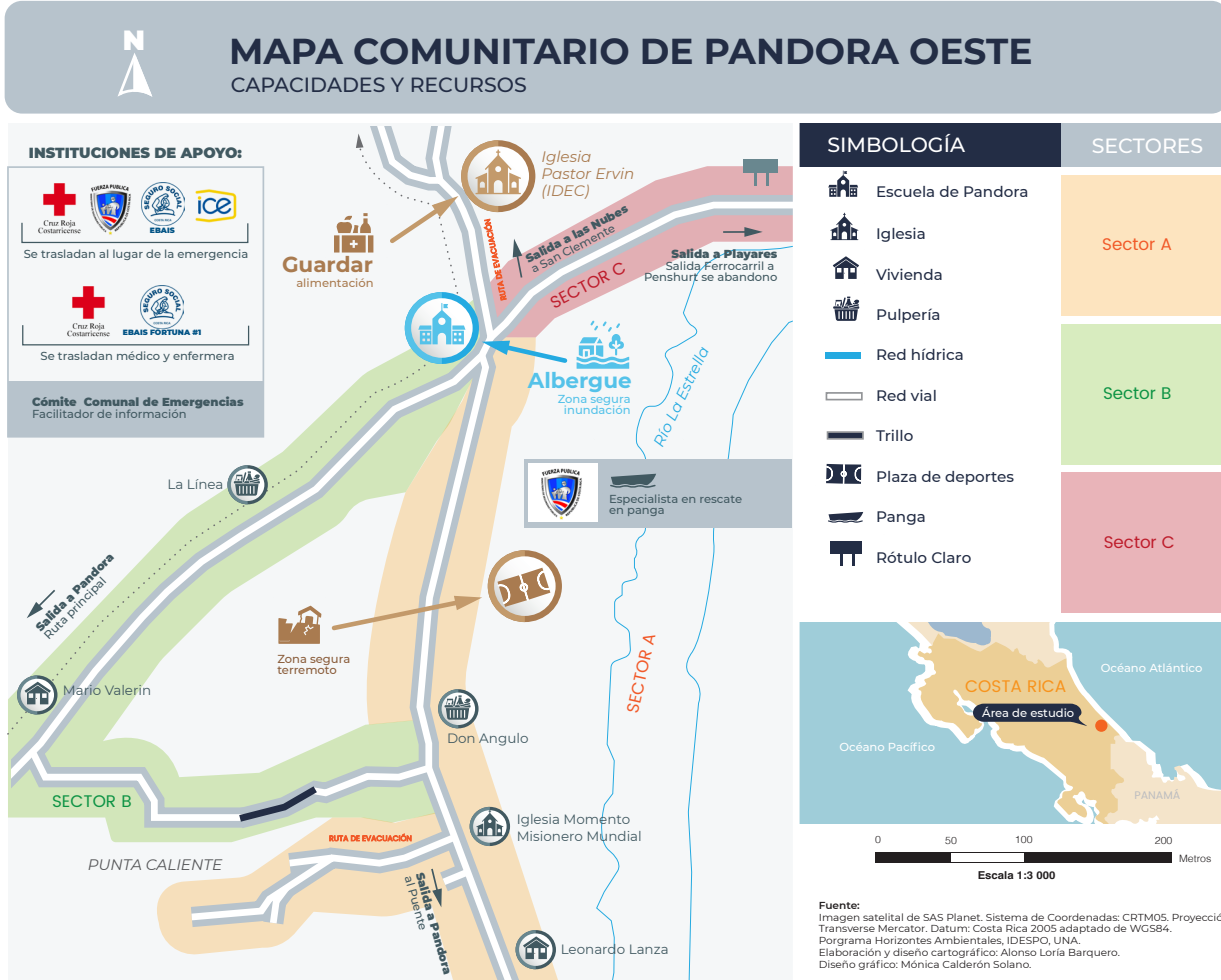 N
MAPA COMUNITARIO DE PANDORA OESTE
CAPACIDADES Y RECURSOS
INSTITUCIONES DE APOYO:
Cruz Roja
Costarricense
FUERZA PUBLICA
SEGURO SOCIAL
EBAIS
ice
Se trasladan al lugar de la emergencia
Cruz Roja
Costarricense
SEGURO SOCIAL
EBAIS FORTUNA #1
Se trasladan médico y enfermera
Cómite Comunal de Emergencias
Facilitador de información
Iglesia
Pastor Ervin
(IDEC)
Guardar
alimentación
RUTA DE EVACUACIÓN
Salida a las Nubes
a San Clemente
SECTOR C
Salida a Playares
Salida Ferrocarril a
Penshurt se abandono
Albergue
Zona segura
inundación
Río La Estrella
La Línea
FUERZA PUBLICA
Especialista en rescate
en panga
Salida a Pandora
Ruta principal
Zona segura
terremoto
SECTOR A
Mario Valerin
Don Angulo
SECTOR B
Iglesia Momento
Misionero Mundial
RUTA DE EVACUACIÓN
PUNTA CALIENTE
Salida a Pandora
al Puente
Leonardo Lanza
SIMBOLOGÍA
Escuela de Pandora
Iglesia
Vivienda
Pulpería
Red hídrica
Red vial
Trillo
Plaza de deportes
Panga
Rótulo Claro
SECTORES
Sector A
Sector B
Sector C
Océano Atlántico
COSTA RICA
Área de estudio
Océano Pacífico
PANAMÁ
0 50 100 200
Metros
Escala 1:3 000
Fuente:
Imagen satelital de SAS Planet. Sistema de Coordenadas: CRTM05. Proyecció
Transverse Mercator. Datum: Costa Rica 2005 adaptado de WGS84.
Porgrama Horizontes Ambientales, IDESPO, UNA.
Elaboración y diseño cartográfico: Alonso Loría Barquero.
Diseño gráfico: Mónica Calderón Solano.